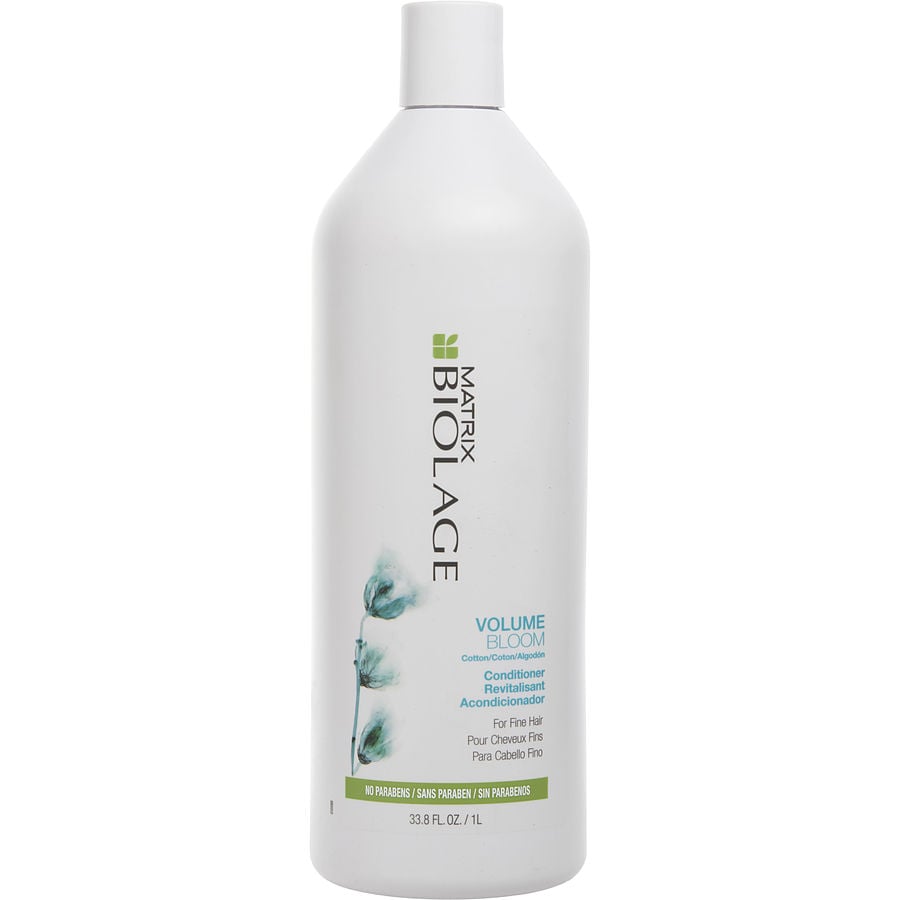 MATRIX
BIOLAGE
VOLUME
BLOOM
Cotton/Coton/Algodón
Conditioner
Revitalisant
Acondicionador
For Fine Hair
Pour Cheveux Fins
Para Cabello Fino
NO PARABENS / SANS PARABEN / SIN PARABENOS
33.8 FL. OZ. / 1L